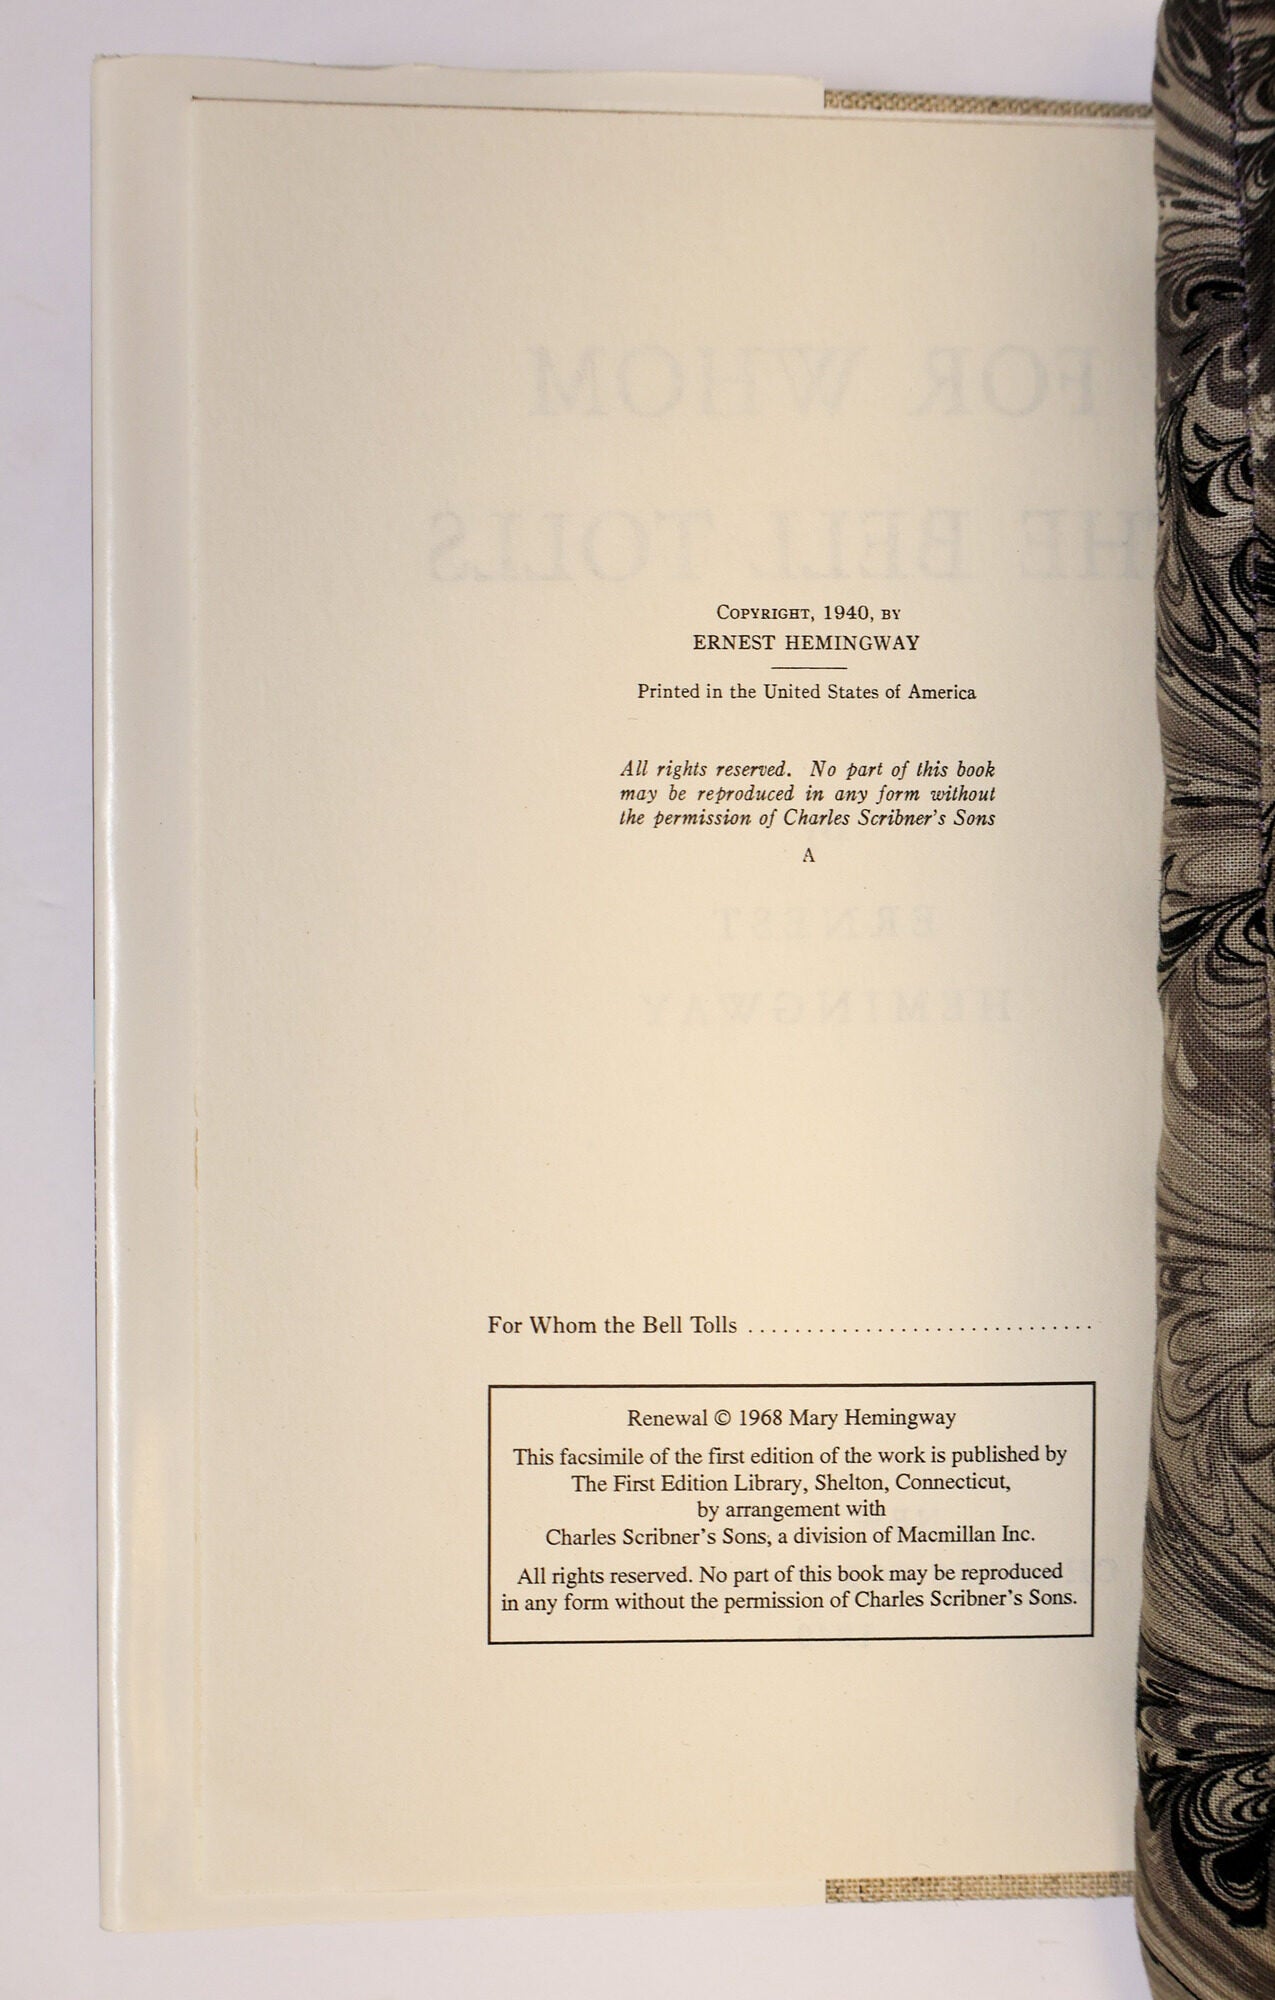 COPYRIGHT, 1940, BY
ERNEST HEMINGWAY
Printed in the United States of America
All rights reserved. No part of this book
may be reproduced in any form without
the permission of Charles Scribner's Sons
A
For Whom the Bell Tolls ..............................
Renewal © 1968 Mary Hemingway
This facsimile of the first edition of the work is published by
The First Edition Library, Shelton, Connecticut,
by arrangement with
Charles Scribner's Sons, a division of Macmillan Inc.
All rights reserved. No part of this book may be reproduced
in any form without the permission of Charles Scribner's Sons.